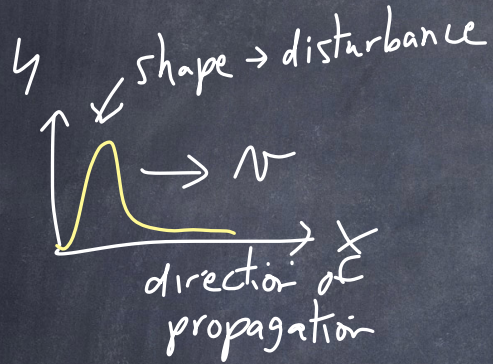 shape → disturbance
y
v
x
direction of
propagation